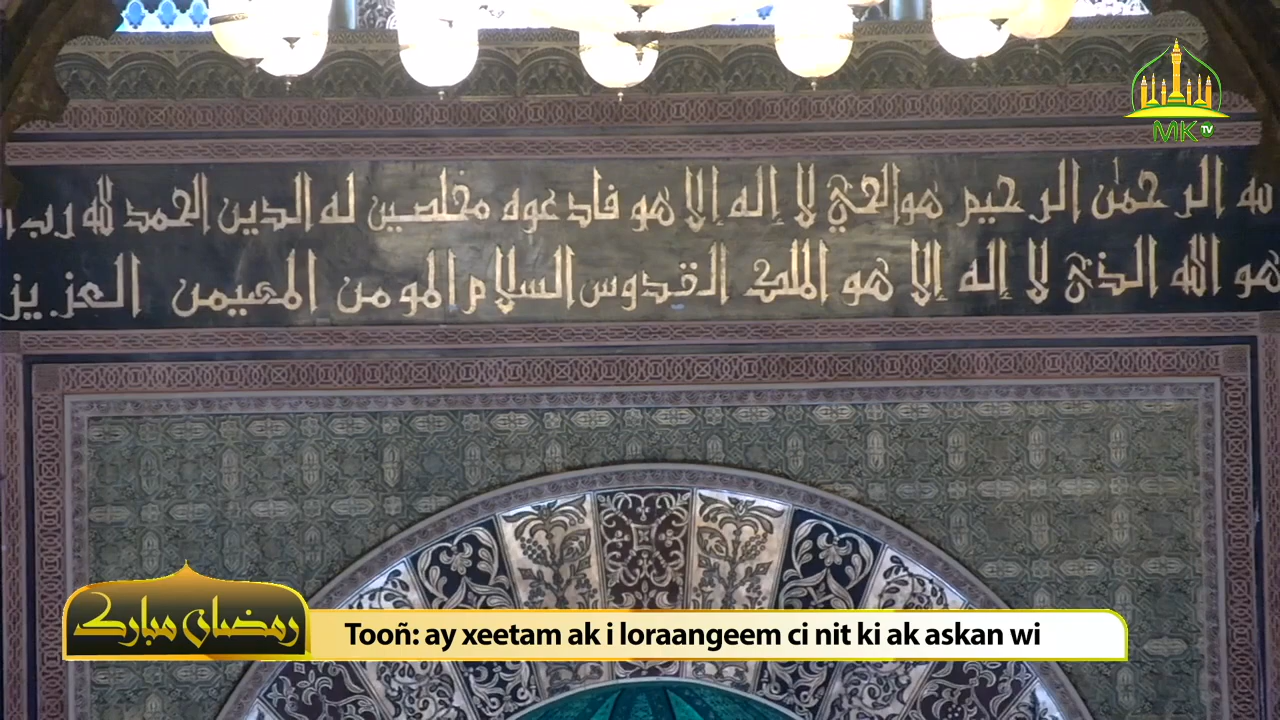 MK TV
لله الرحمٰن الرحيم هو الحي لا إله إلا هو فادعوه مخلصين له الدين الحمد لله رب
هو الله الذي لا إله إلا هو الملك القدوس السلام المومن المهيمن العزيز
رمضان مبارك
Tooñ: ay xeetam ak i loraangeem ci nit ki ak askan wi